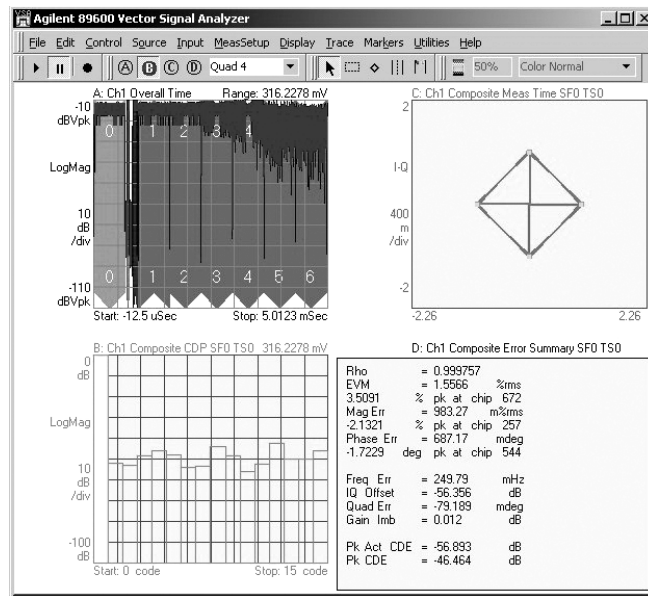 VSA Agilent 89600 Vector Signal Analyzer
File Edit Control Source Input MeasSetup Display Trace Markers Utilities Help
A B C D Quad 4 50% Color Normal
A: Ch1 Overall Time Range: 316.2278 mV
-10
dBVpk
0 1 2 3 4
LogMag
10
dB
/div
0 1 2 3 4 5 6
-110
dBVpk
Start: -12.5 uSec Stop: 5.0123 mSec
C: Ch1 Composite Meas Time SF0 TS0
2
I-Q
400
m
/div
-2
-2.26 2.26
B: Ch1 Composite CDP SF0 TS0 316.2278 mV
0
dB
LogMag
10
dB
/div
-100
dB
Start: 0 code Stop: 15 code
D: Ch1 Composite Error Summary SF0 TS0
Rho = 0.999757
EVM = 1.5566 %rms
3.5091 % pk at chip 672
Mag Err = 983.27 m%rms
-2.1321 % pk at chip 257
Phase Err = 687.17 mdeg
-1.7229 deg pk at chip 544
Freq Err = 249.79 mHz
IQ Offset = -56.356 dB
Quad Err = -79.189 mdeg
Gain Imb = 0.012 dB
Pk Act CDE = -56.893 dB
Pk CDE = -46.464 dB